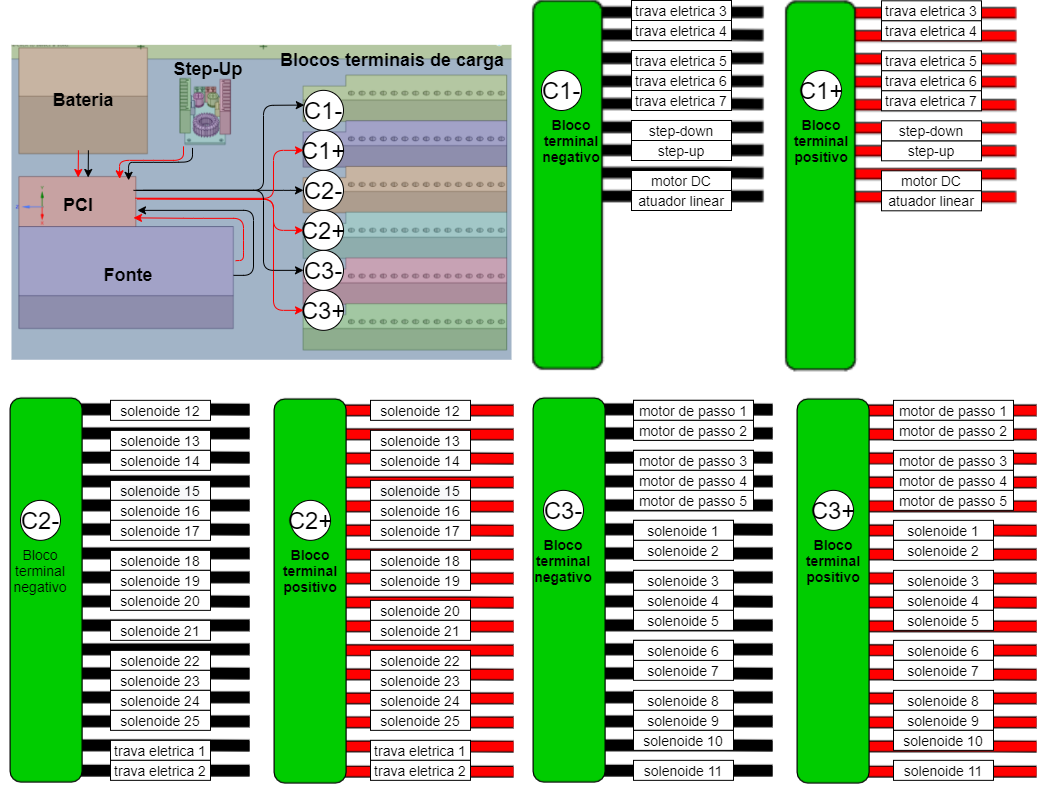 Step-Up
Blocos terminais de carga
Bateria
PCI
Fonte
C1-
C1+
C2-
C2+
C3-
C3+
C1-
Bloco
terminal
negativo
trava eletrica 3
trava eletrica 4
trava eletrica 5
trava eletrica 6
trava eletrica 7
step-down
step-up
motor DC
atuador linear
C1+
Bloco
terminal
positivo
trava eletrica 3
trava eletrica 4
trava eletrica 5
trava eletrica 6
trava eletrica 7
step-down
step-up
motor DC
atuador linear
C2-
Bloco
terminal
negativo
solenoide 12
solenoide 13
solenoide 14
solenoide 15
solenoide 16
solenoide 17
solenoide 18
solenoide 19
solenoide 20
solenoide 21
solenoide 22
solenoide 23
solenoide 24
solenoide 25
trava eletrica 1
trava eletrica 2
C2+
Bloco
terminal
positivo
solenoide 12
solenoide 13
solenoide 14
solenoide 15
solenoide 16
solenoide 17
solenoide 18
solenoide 19
solenoide 20
solenoide 21
solenoide 22
solenoide 23
solenoide 24
solenoide 25
trava eletrica 1
trava eletrica 2
C3-
Bloco
terminal
negativo
motor de passo 1
motor de passo 2
motor de passo 3
motor de passo 4
motor de passo 5
solenoide 1
solenoide 2
solenoide 3
solenoide 4
solenoide 5
solenoide 6
solenoide 7
solenoide 8
solenoide 9
solenoide 10
solenoide 11
C3+
Bloco
terminal
positivo
motor de passo 1
motor de passo 2
motor de passo 3
motor de passo 4
motor de passo 5
solenoide 1
solenoide 2
solenoide 3
solenoide 4
solenoide 5
solenoide 6
solenoide 7
solenoide 8
solenoide 9
solenoide 10
solenoide 11